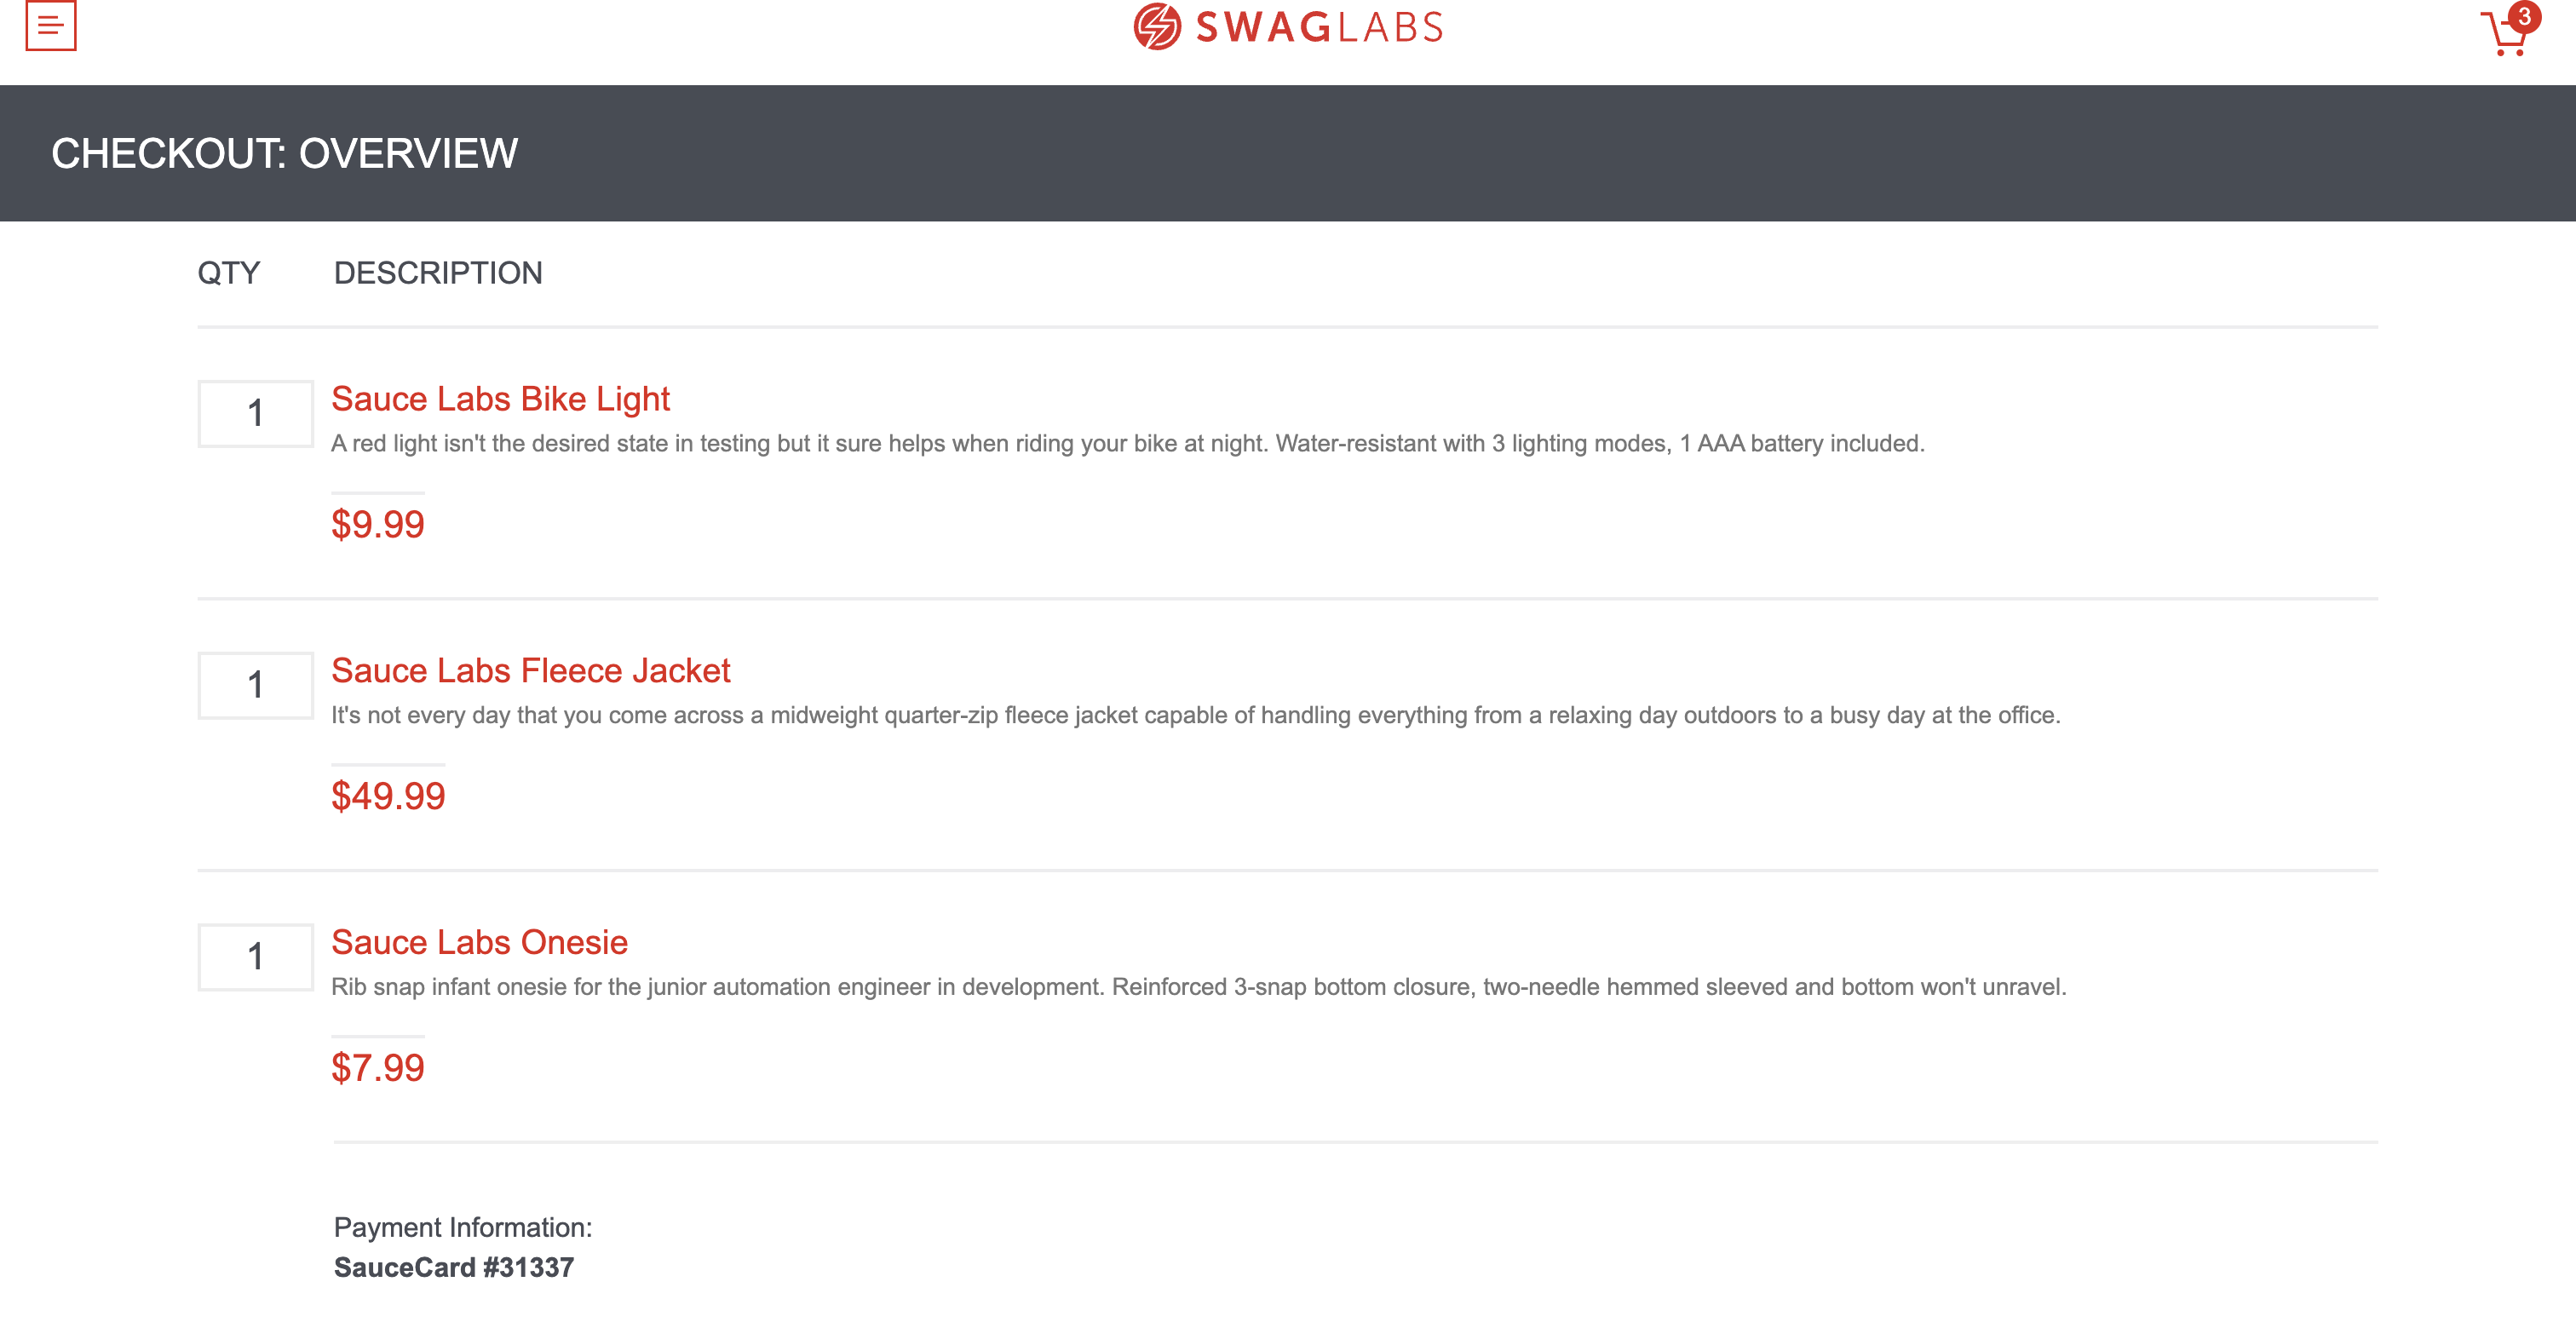 SWAGLABS
3
CHECKOUT: OVERVIEW
QTY DESCRIPTION
1
Sauce Labs Bike Light
A red light isn't the desired state in testing but it sure helps when riding your bike at night. Water-resistant with 3 lighting modes, 1 AAA battery included.
$9.99
1
Sauce Labs Fleece Jacket
It's not every day that you come across a midweight quarter-zip fleece jacket capable of handling everything from a relaxing day outdoors to a busy day at the office.
$49.99
1
Sauce Labs Onesie
Rib snap infant onesie for the junior automation engineer in development. Reinforced 3-snap bottom closure, two-needle hemmed sleeved and bottom won't unravel.
$7.99
Payment Information:
SauceCard #31337